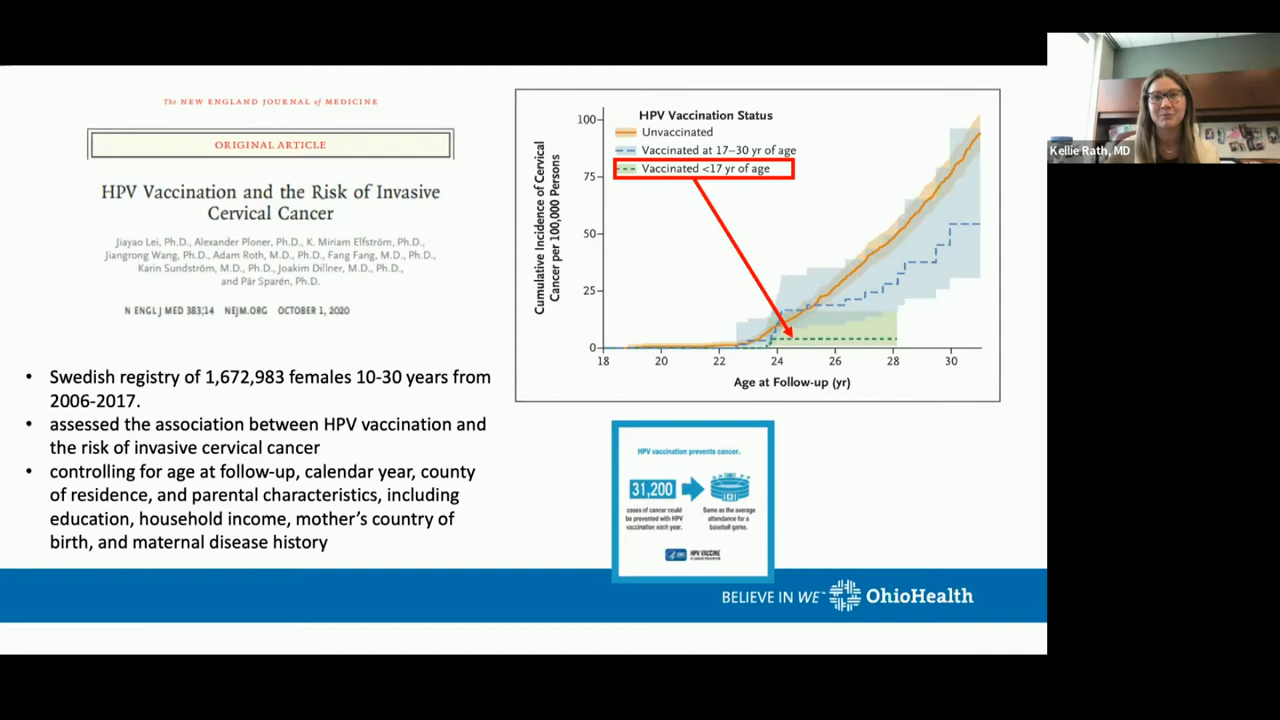 The NEW ENGLAND JOURNAL of MEDICINE
ORIGINAL ARTICLE
HPV Vaccination and the Risk of Invasive
Cervical Cancer
Jiayao Lei, Ph.D., Alexander Ploner, Ph.D., K. Miriam Elfström, Ph.D.,
Jiangrong Wang, Ph.D., Adam Roth, M.D., Ph.D., Fang Fang, M.D., Ph.D.,
Karin Sundström, M.D., Ph.D., Joakim Dillner, M.D., Ph.D.,
and Pär Sparén, Ph.D.
N ENGL J MED 383;14 NEJM.ORG OCTOBER 1, 2020
• Swedish registry of 1,672,983 females 10-30 years from
2006-2017.
• assessed the association between HPV vaccination and
the risk of invasive cervical cancer
• controlling for age at follow-up, calendar year, county
of residence, and parental characteristics, including
education, household income, mother's country of
birth, and maternal disease history
HPV Vaccination Status
Unvaccinated
Vaccinated at 17–30 yr of age
Vaccinated <17 yr of age
Cumulative Incidence of Cervical
Cancer per 100,000 Persons
100
75
50
25
0
18 20 22 24 26 28 30
Age at Follow-up (yr)
HPV vaccination prevents cancer.
31,200
cases of cancer could
be prevented with HPV
vaccination each year.
Same as the average
attendance for a
baseball game.
CDC
HPV VACCINE
IS CANCER PREVENTION
BELIEVE IN WE™ OhioHealth
Kellie Rath, MD